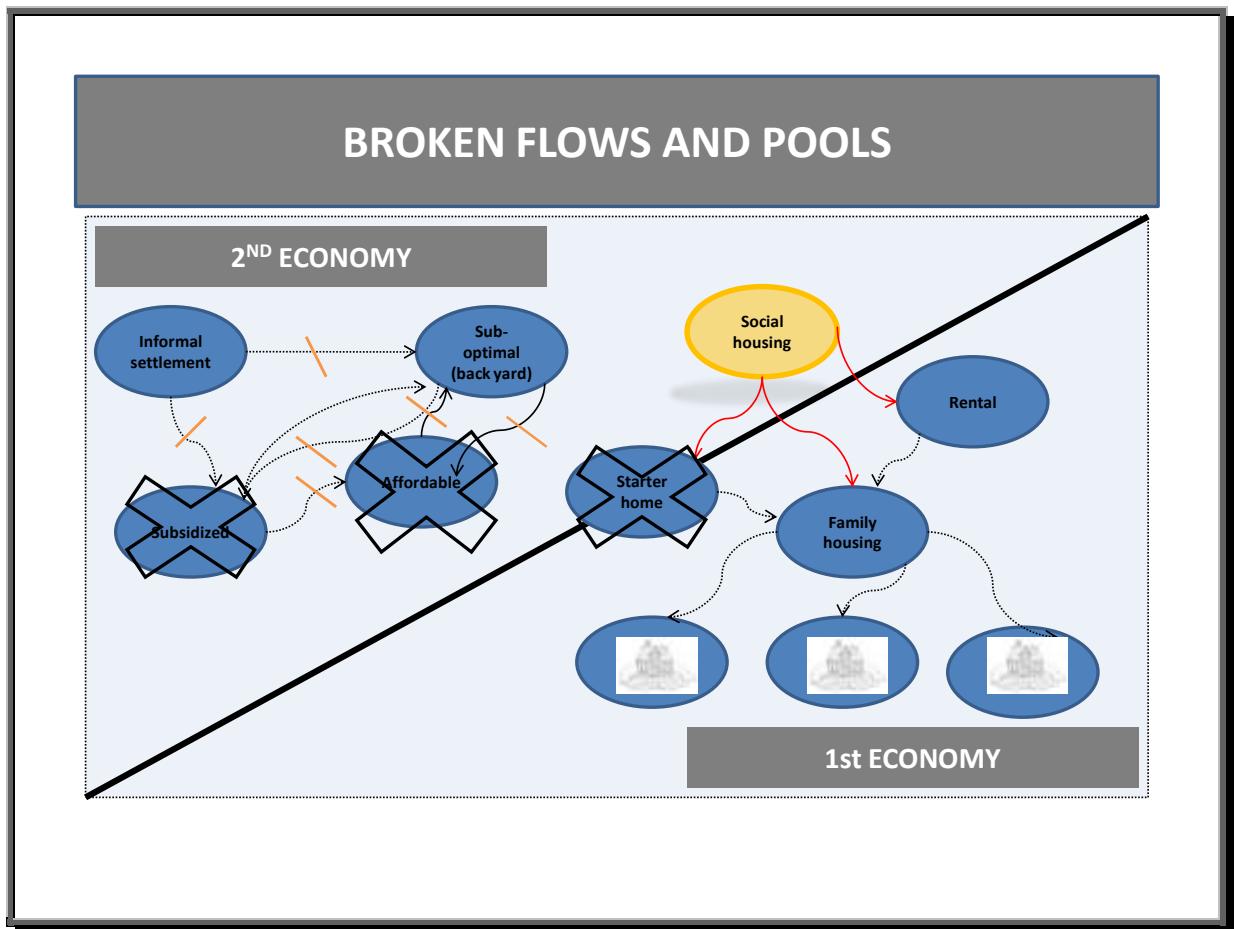 BROKEN FLOWS AND POOLS
2ND ECONOMY
Informal
settlement
Sub-
optimal
(back yard)
Social
housing
Rental
Subsidized
Affordable
Starter
home
Family
housing
1st ECONOMY